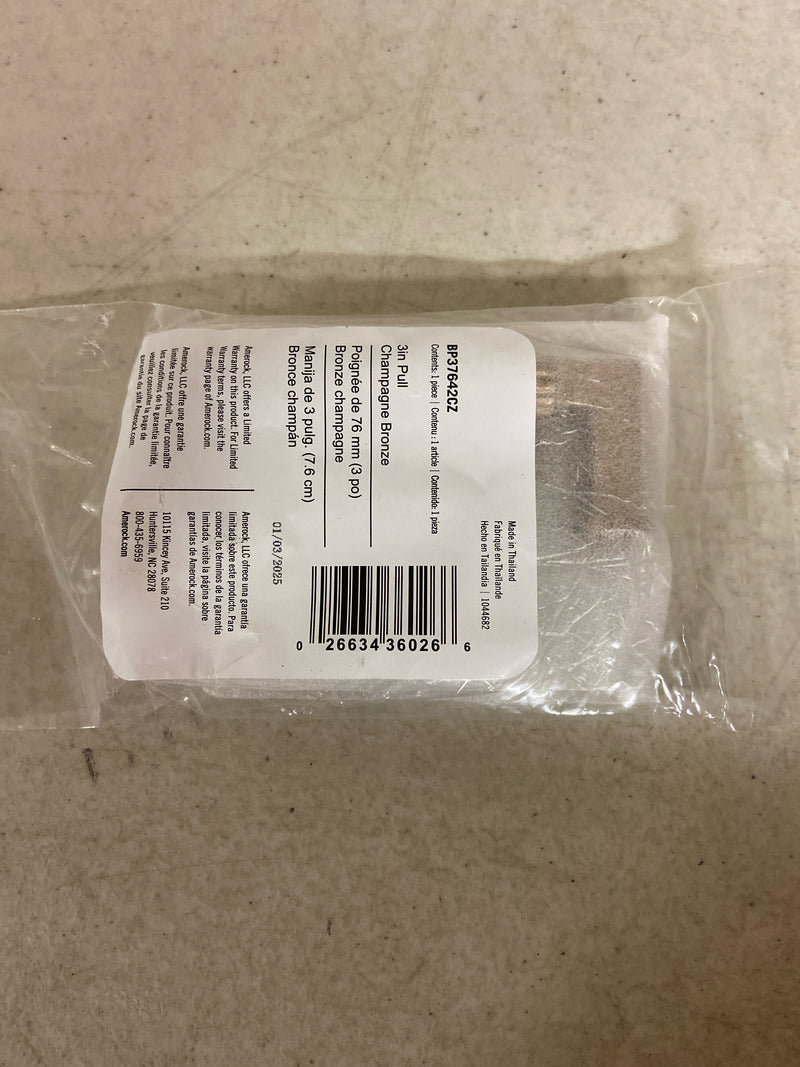 BP37642CZ
Contents: 1 piece | Contenu : 1 article | Contenido: 1 pieza
Made in Thailand
Fabriqué en Thaïlande
Hecho en Tailandia | 1044682
3in Pull
Champagne Bronze
Poignée de 76 mm (3 po)
Bronze champagne
Manija de 3 pulg. (7.6 cm)
Bronce champán
0 26634 36026 6
01/03/2025
Amerock, LLC offers a Limited
Warranty on this product. For Limited
Warranty terms, please visit the
warranty page of Amerock.com.
Amerock, LLC offre une garantie
limitée sur ce produit. Pour connaître
les conditions de la garantie limitée,
veuillez consulter la page de
garantie du site Amerock.com.
Amerock, LLC ofrece una garantía
limitada sobre este producto. Para
conocer los términos de la garantía
limitada, visite la página sobre
garantías de Amerock.com.
10115 Kincey Ave, Suite 210
Huntersville, NC 28078
800-435-6959
Amerock.com